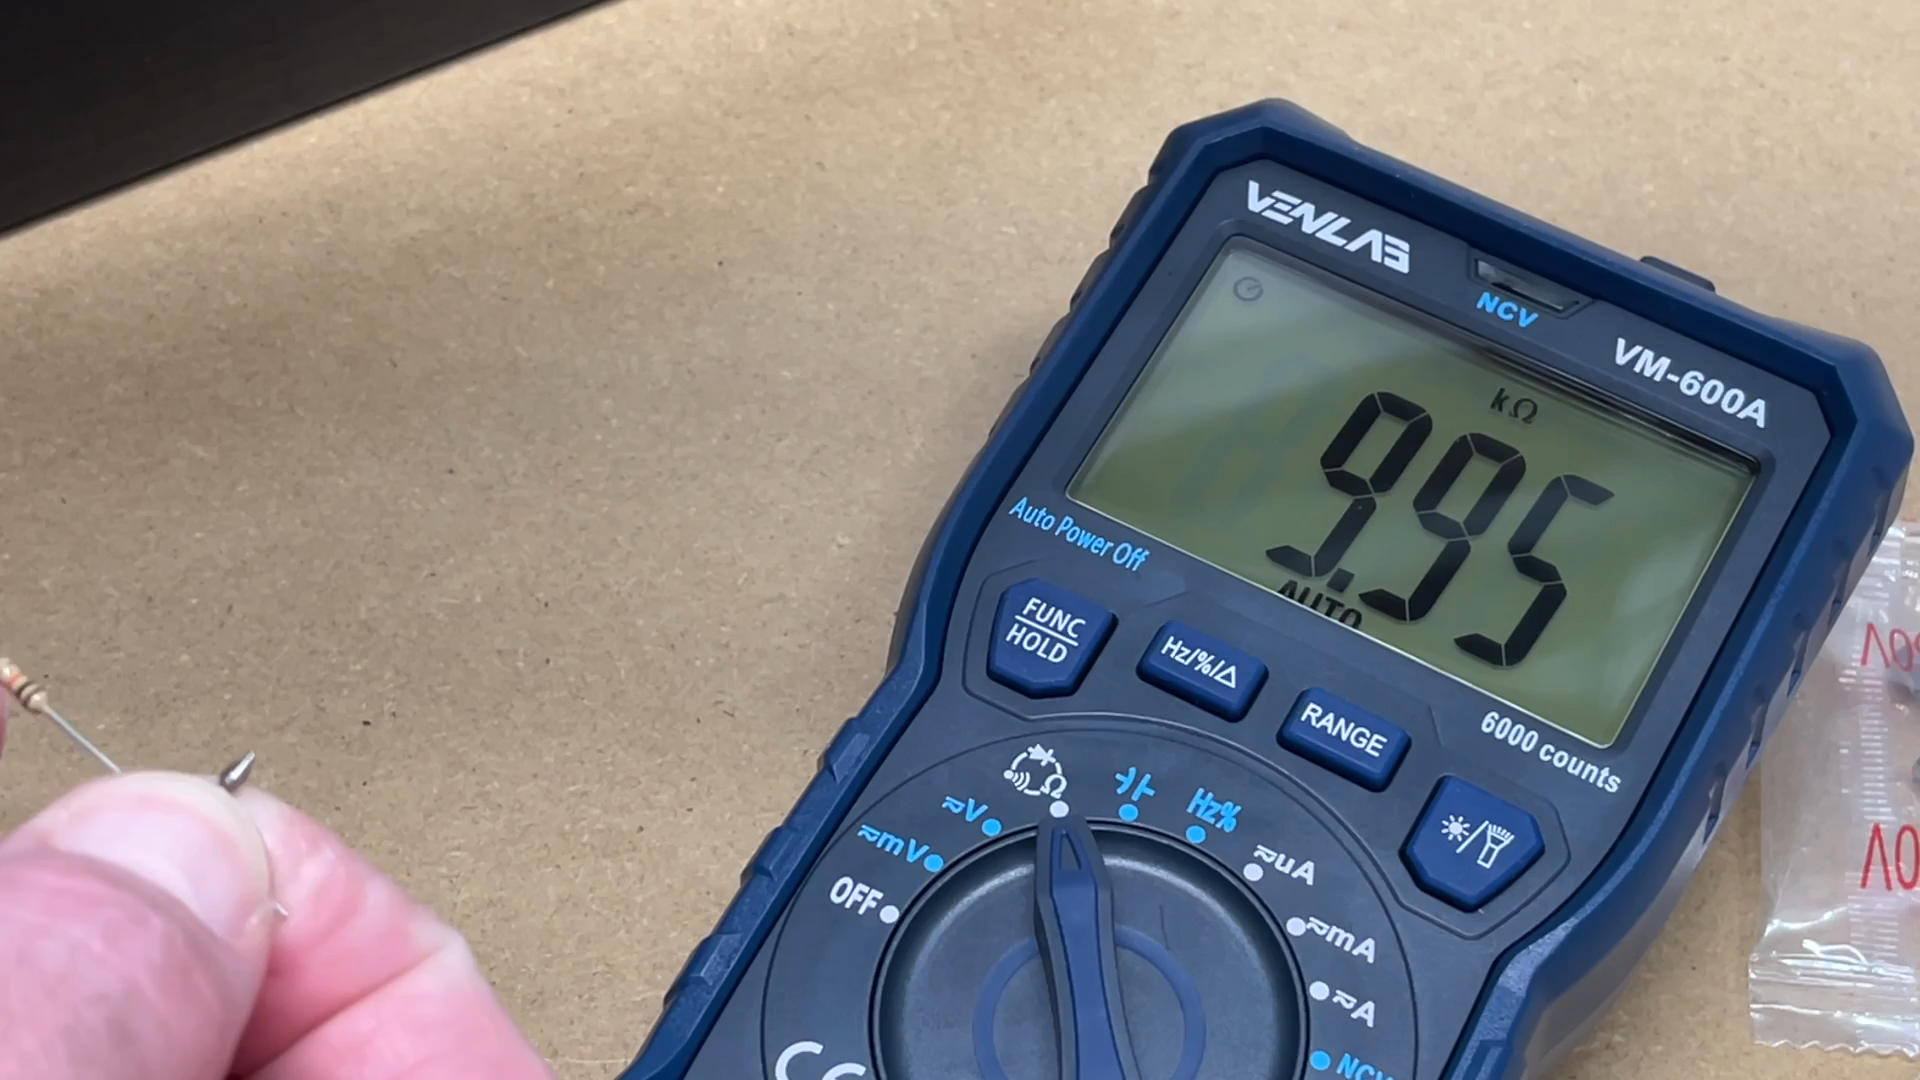 VENLAB
NCV
VM-600A
kΩ
9.95
AUTO
Auto Power Off
FUNC
HOLD
Hz/%/△
RANGE
6000 counts
Ω
Hz%
≂V
≂mV
OFF
≂uA
≂mA
≂A
NCV
CE